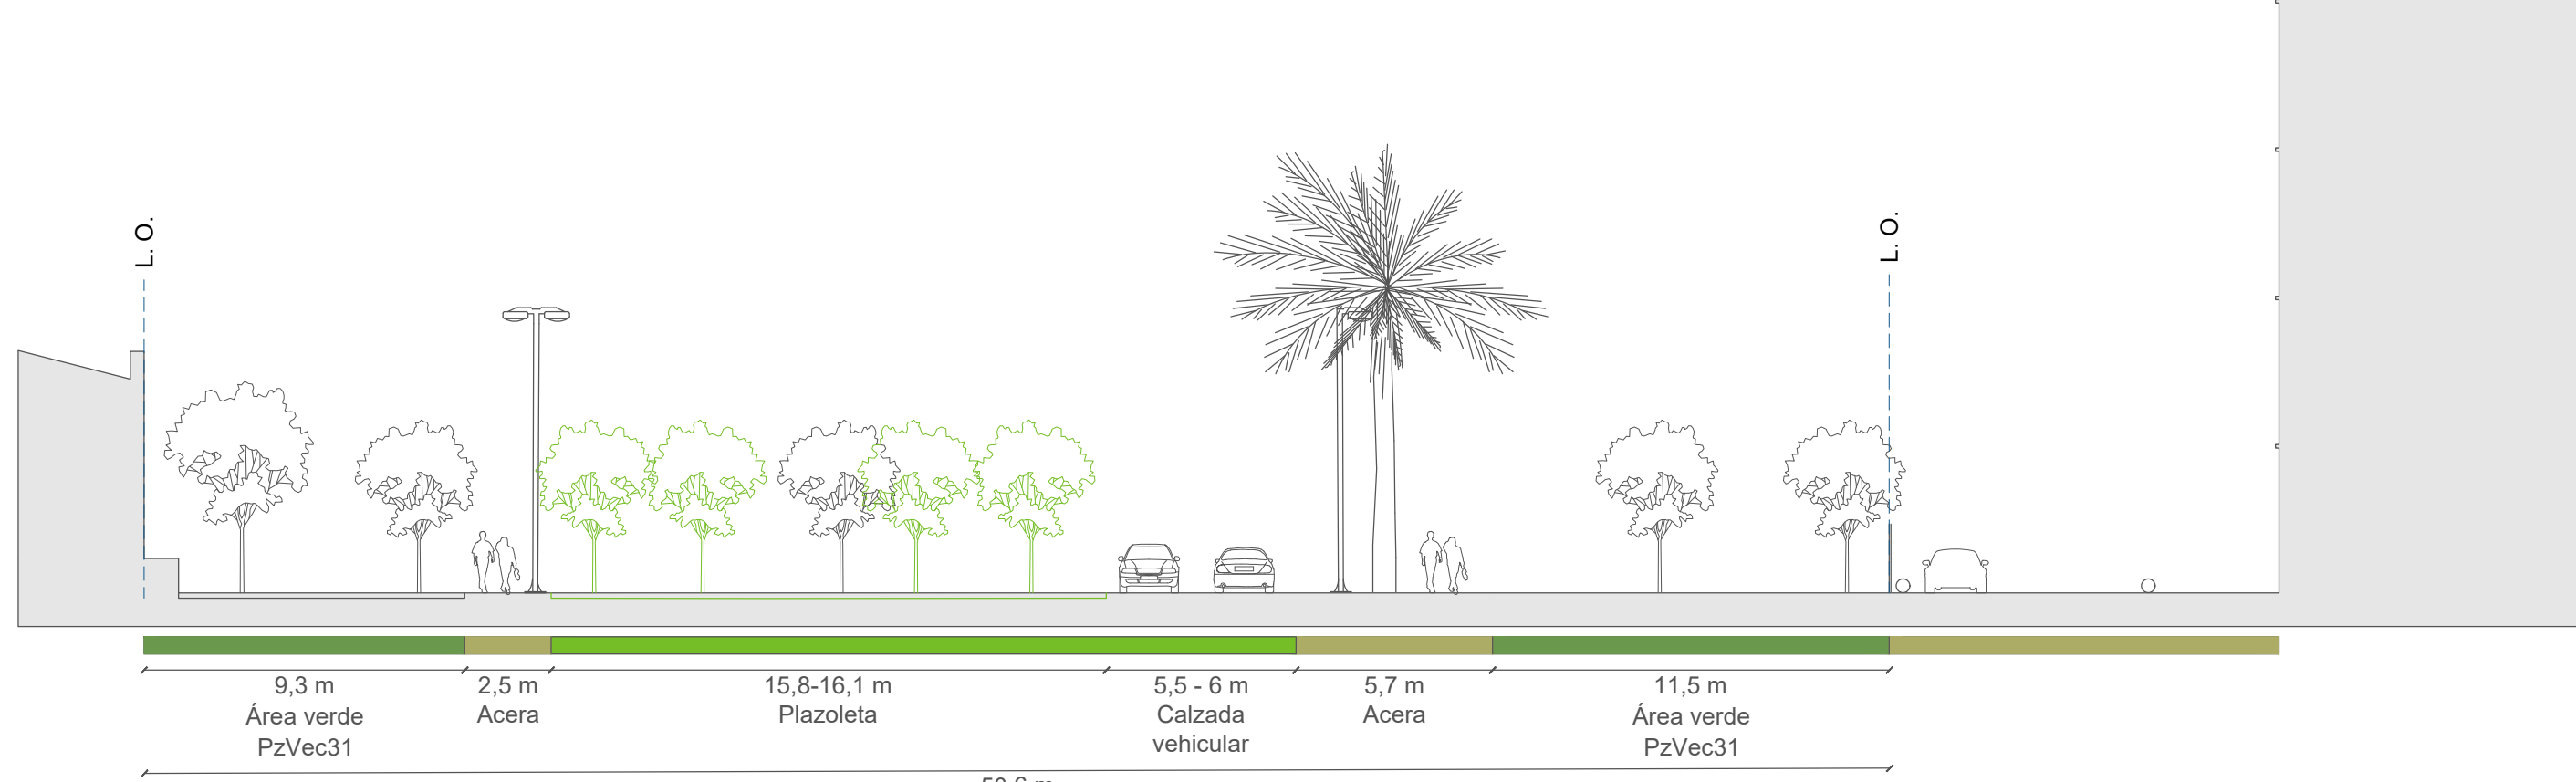 L. O.
L. O.
9,3 m
Área verde
PzVec31
2,5 m
Acera
15,8-16,1 m
Plazoleta
5,5 - 6 m
Calzada
vehicular
5,7 m
Acera
11,5 m
Área verde
PzVec31